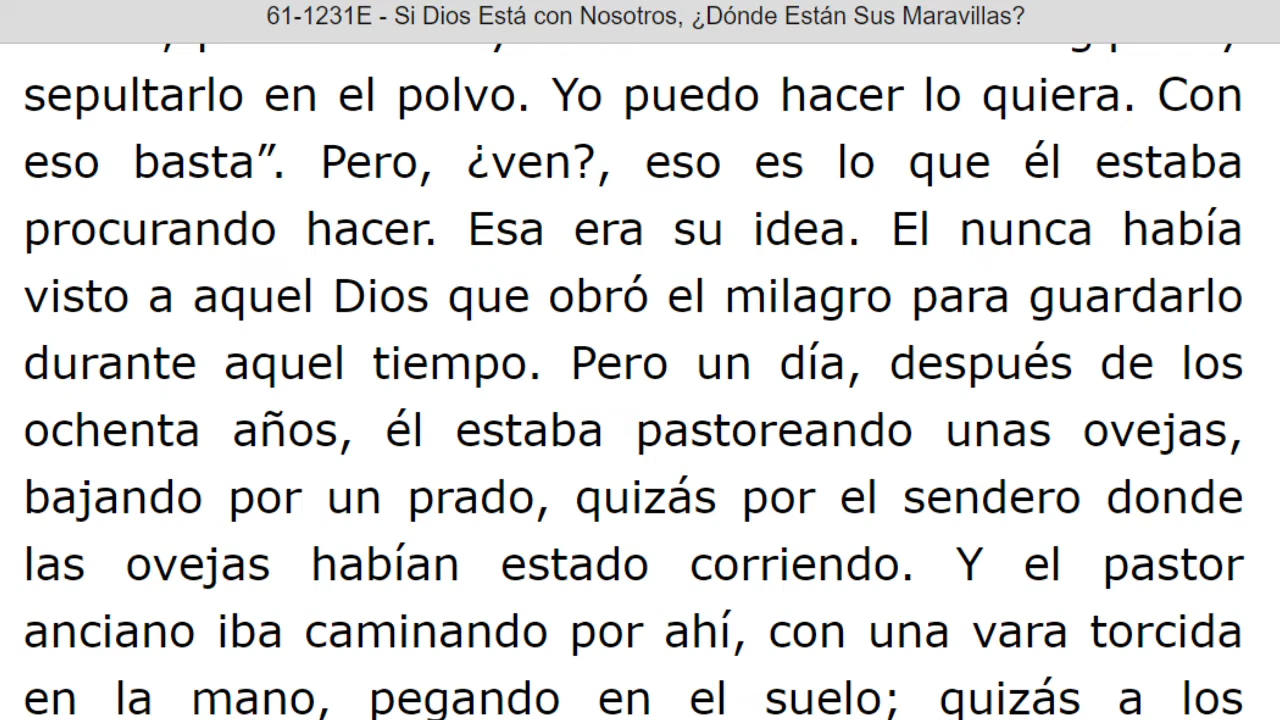 61-1231E - Si Dios Está con Nosotros, ¿Dónde Están Sus Maravillas?
sepultarlo en el polvo. Yo puedo hacer lo quiera. Con
eso basta”. Pero, ¿ven?, eso es lo que él estaba
procurando hacer. Esa era su idea. El nunca había
visto a aquel Dios que obró el milagro para guardarlo
durante aquel tiempo. Pero un día, después de los
ochenta años, él estaba pastoreando unas ovejas,
bajando por un prado, quizás por el sendero donde
las ovejas habían estado corriendo. Y el pastor
anciano iba caminando por ahí, con una vara torcida
en la mano, pegando en el suelo; quizás a los